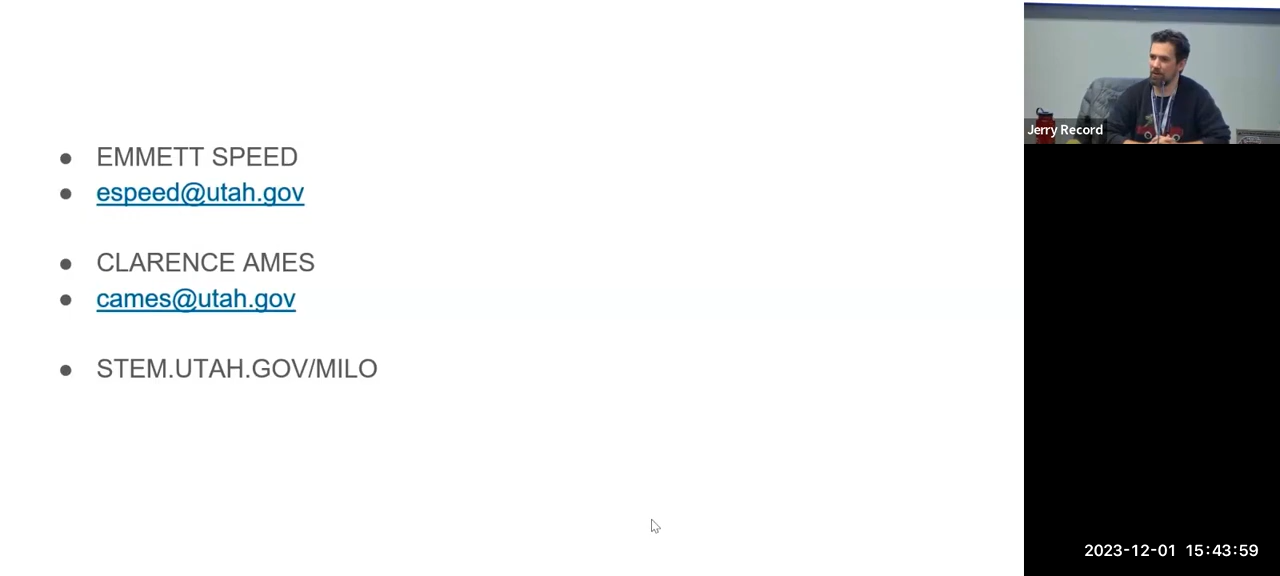 EMMETT SPEED
espeed@utah.gov
CLARENCE AMES
cames@utah.gov
STEM.UTAH.GOV/MILO
Jerry Record
2023-12-01 15:43:59